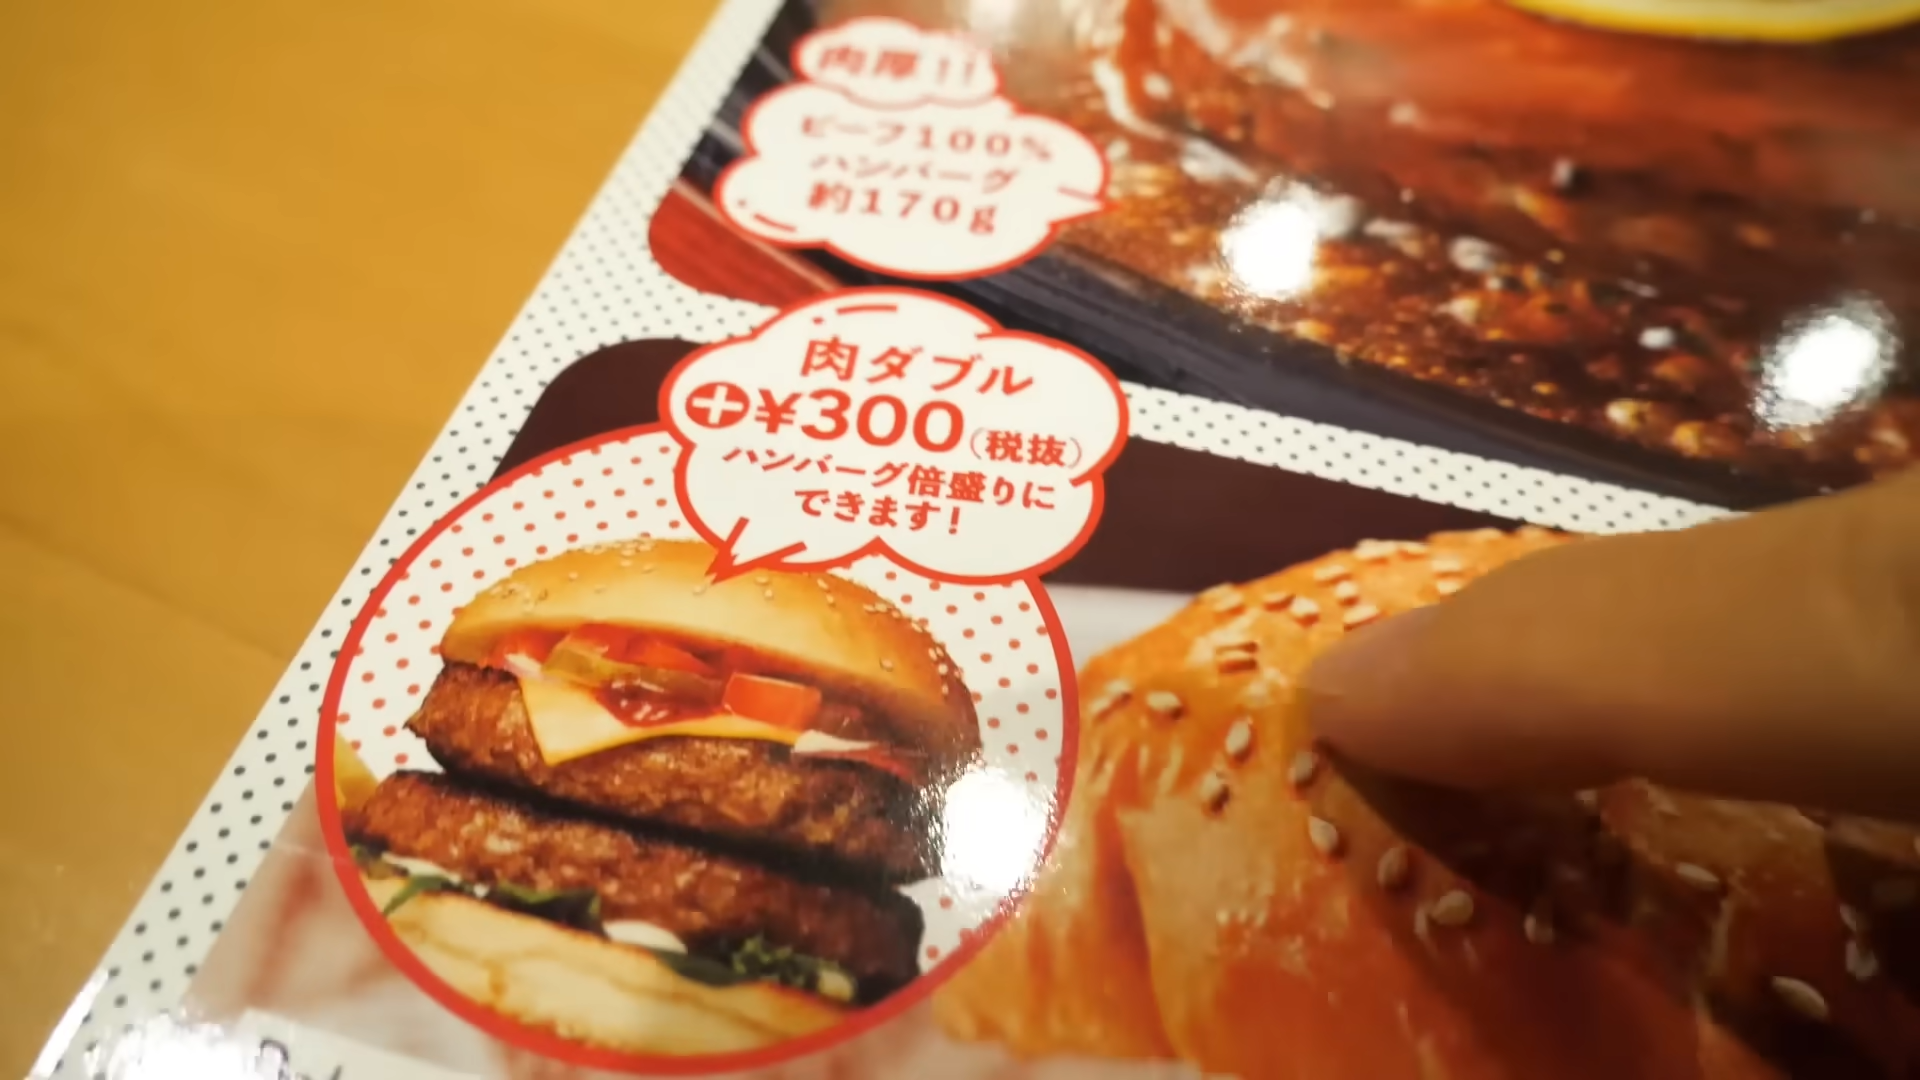 肉厚!!
ビーフ100%
ハンバーグ
約170g
肉ダブル
+¥300(税抜)
ハンバーグ倍盛りに
できます!